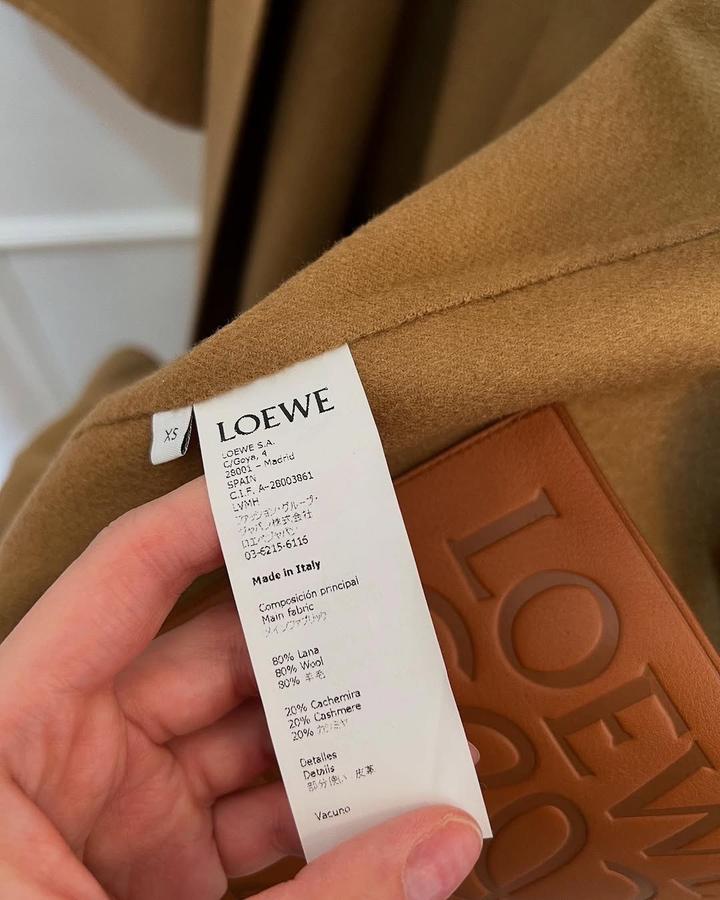 XS
LOEWE
LOEWE S.A.
C/Goya, 4
28001 – Madrid
SPAIN
C.I.F. A-28003861
LVMH
ファッション・グループ・
ジャパン株式会社
ロエベジャパン
03-6215-6116
Made in Italy
Composición principal
Main fabric
メインファブリック
80% Lana
80% Wool
80% 羊毛
20% Cachemira
20% Cashmere
20% カシミヤ
Detalles
Details
部分使い 皮革
Vacuno
LOEWE